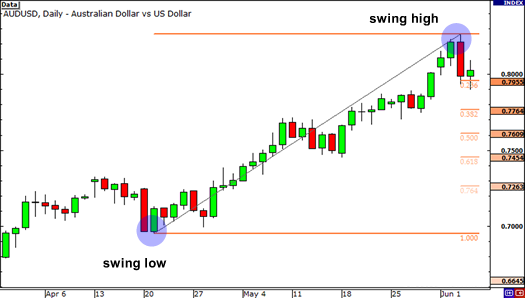 Data
INDEX
AUDUSD, Daily - Australian Dollar vs US Dollar
swing high
0.8000
0.236
0.7955
0.382
0.7764
0.500
0.7609
0.7500
0.618
0.7454
0.764
0.7263
0.7000
1.000
swing low
0.6645
Apr 6
13
20
27
May 4
11
18
25
Jun 1